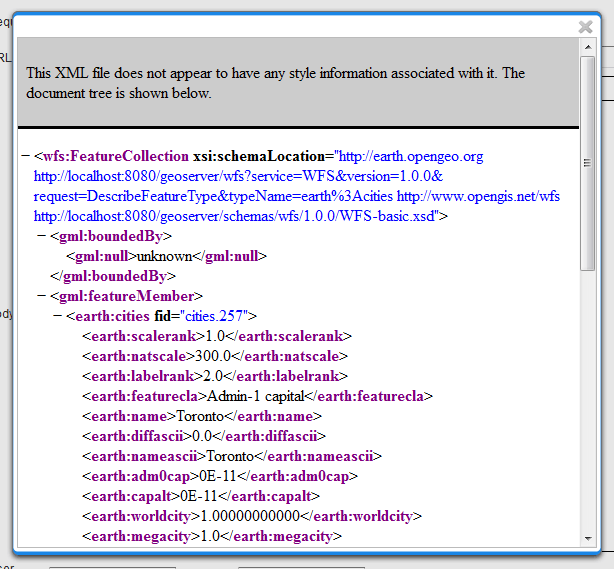 equ
RL
ody
ser
This XML file does not appear to have any style information associated with it. The
document tree is shown below.
− <wfs:FeatureCollection xsi:schemaLocation="http://earth.opengeo.org
http://localhost:8080/geoserver/wfs?service=WFS&version=1.0.0&
request=DescribeFeatureType&typeName=earth%3Acities http://www.opengis.net/wfs
http://localhost:8080/geoserver/schemas/wfs/1.0.0/WFS-basic.xsd">
− <gml:boundedBy>
<gml:null>unknown</gml:null>
</gml:boundedBy>
− <gml:featureMember>
− <earth:cities fid="cities.257">
<earth:scalerank>1.0</earth:scalerank>
<earth:natscale>300.0</earth:natscale>
<earth:labelrank>2.0</earth:labelrank>
<earth:featurecla>Admin-1 capital</earth:featurecla>
<earth:name>Toronto</earth:name>
<earth:diffascii>0.0</earth:diffascii>
<earth:nameascii>Toronto</earth:nameascii>
<earth:adm0cap>0E-11</earth:adm0cap>
<earth:capalt>0E-11</earth:capalt>
<earth:worldcity>1.00000000000</earth:worldcity>
<earth:megacity>1.0</earth:megacity>